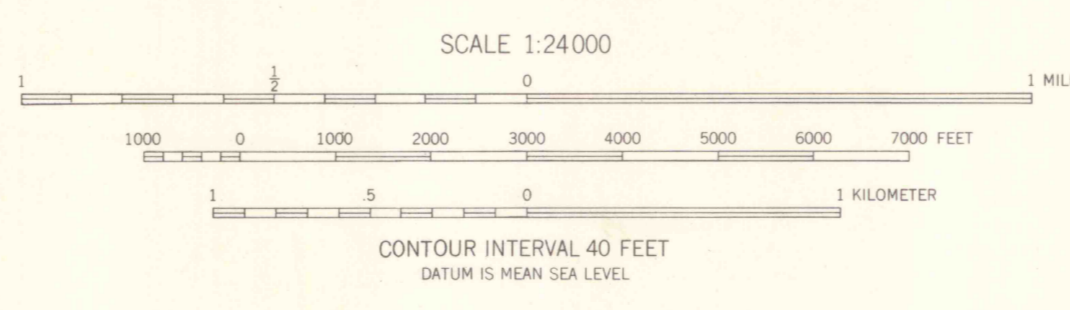 SCALE 1:24000
1 ½ 0 1 MIL
1000 0 1000 2000 3000 4000 5000 6000 7000 FEET
1 .5 0 1 KILOMETER
CONTOUR INTERVAL 40 FEET
DATUM IS MEAN SEA LEVEL